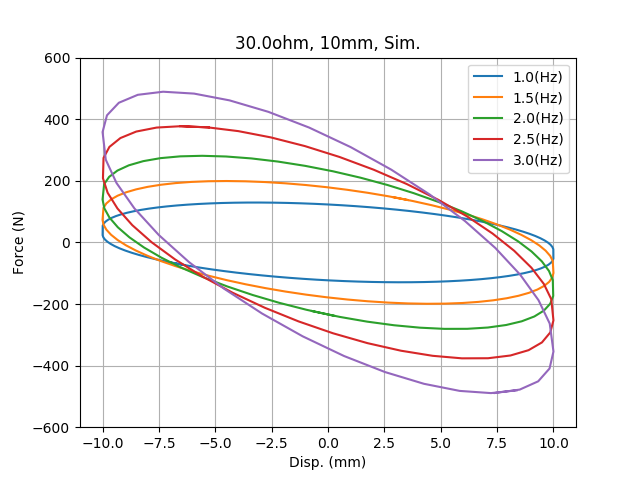 30.0ohm, 10mm, Sim.
1.0(Hz)
1.5(Hz)
2.0(Hz)
2.5(Hz)
3.0(Hz)
600
400
200
0
−200
−400
−600
Force (N)
−10.0 −7.5 −5.0 −2.5 0.0 2.5 5.0 7.5 10.0
Disp. (mm)